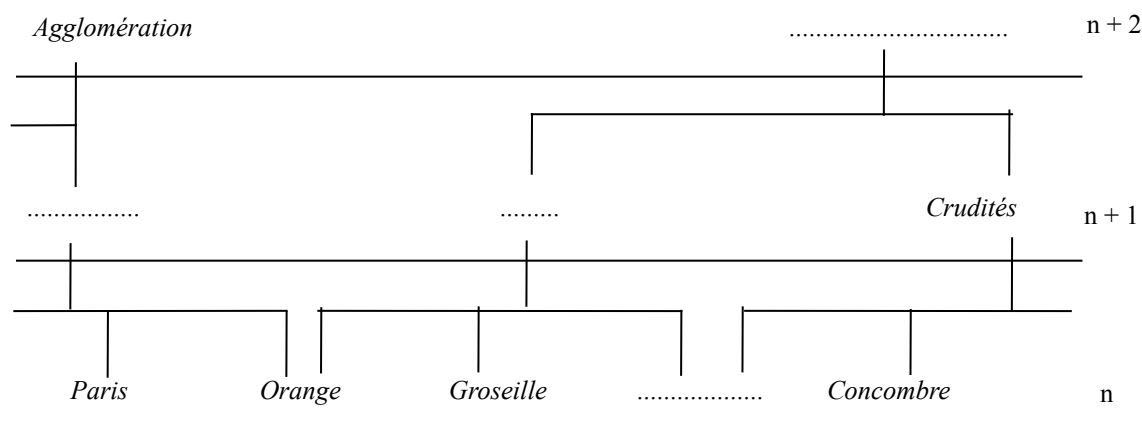 Agglomération ................................. n + 2
................. ......... Crudités n + 1
Paris Orange Groseille ................... Concombre n